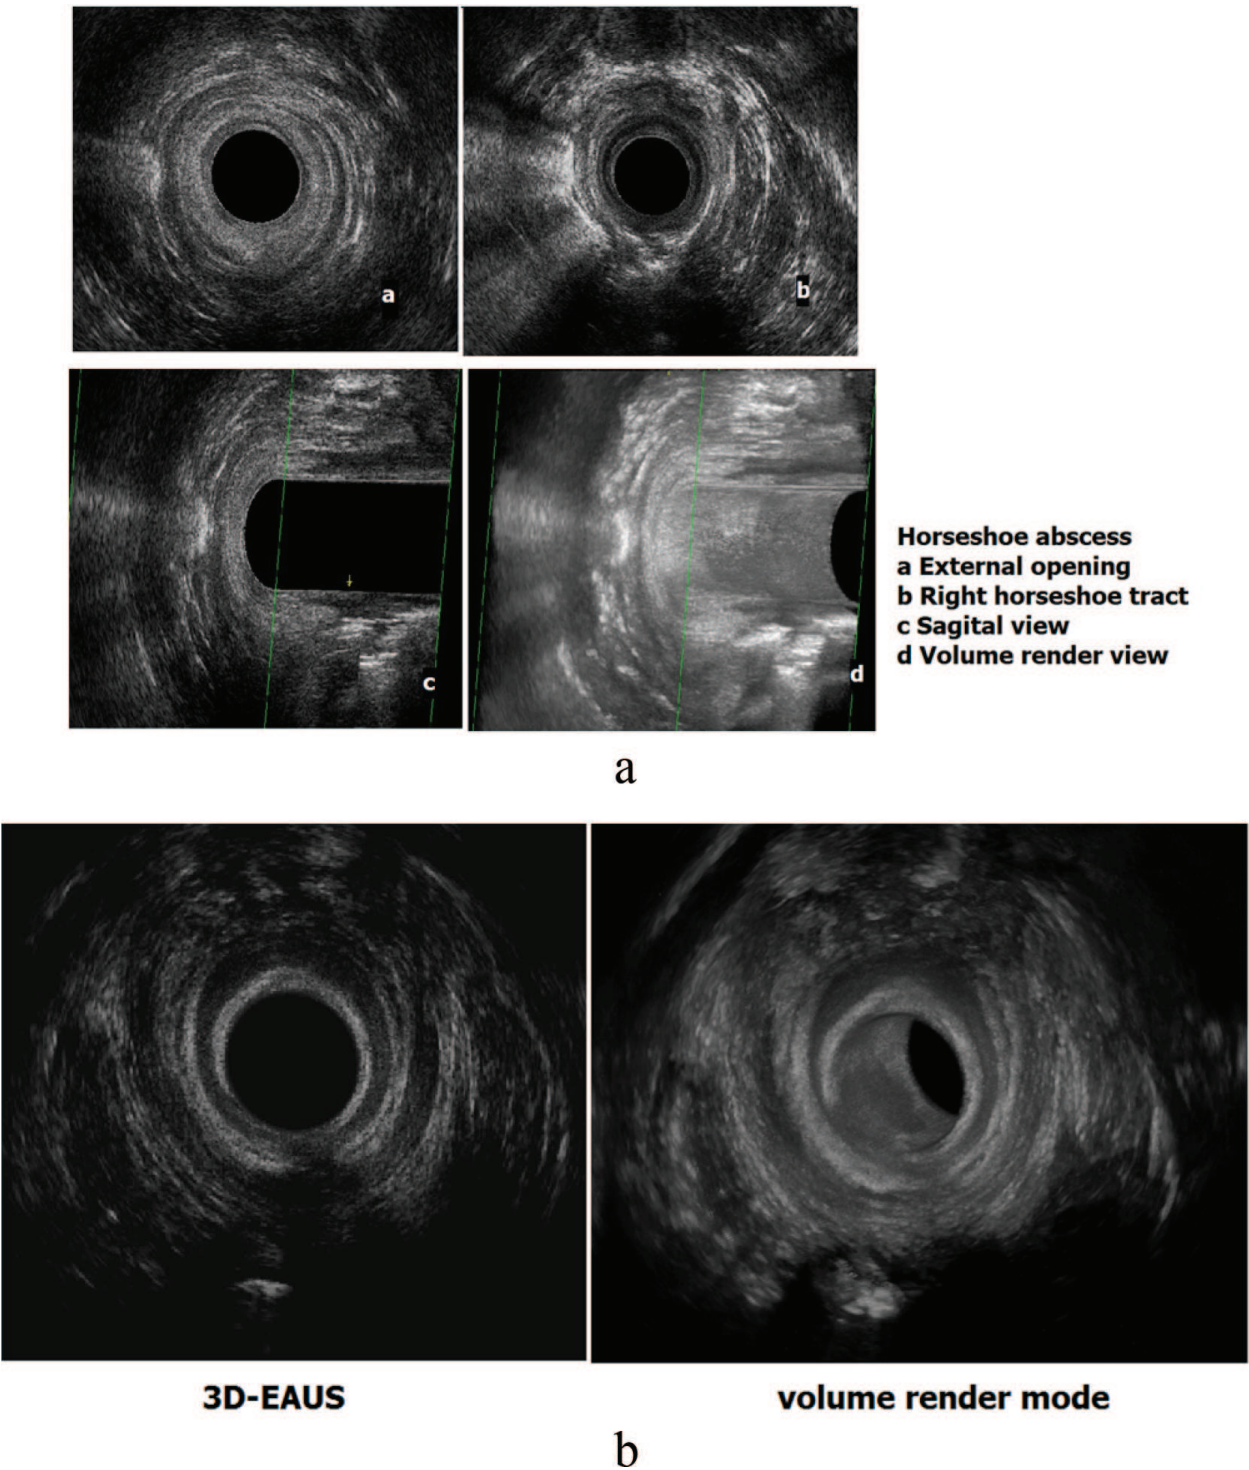 a
b
c
d
Horseshoe abscess
a External opening
b Right horseshoe tract
c Sagital view
d Volume render view
a
3D-EAUS
volume render mode
b